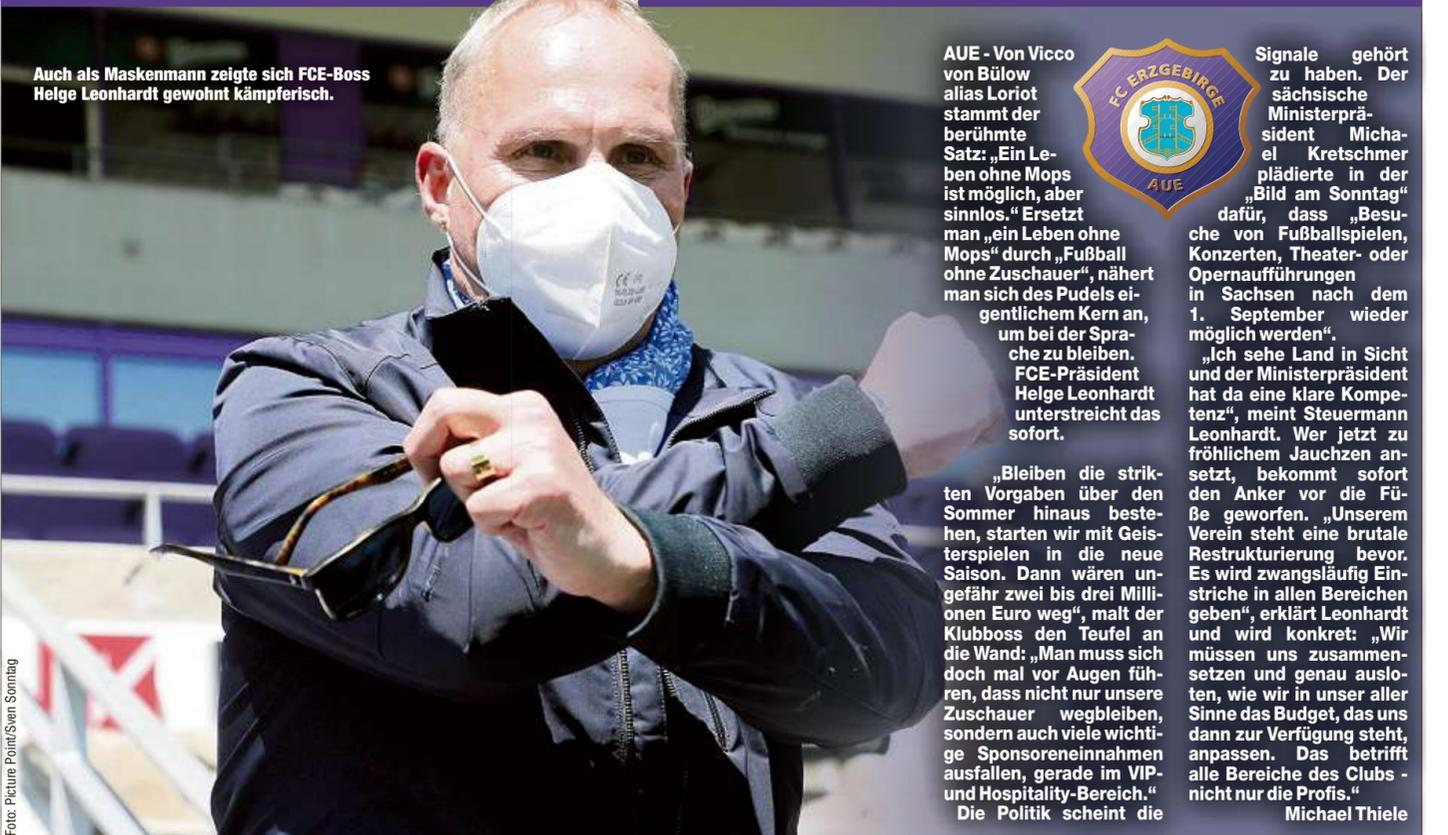 Auch als Maskenmann zeigte sich FCE-Boss
Helge Leonhardt gewohnt kämpferisch.
Foto: Picture Point/Sven Sonntag
AUE - Von Vicco
von Bülow
alias Loriot
stammt der
berühmte
Satz: „Ein Le-
ben ohne Mops
ist möglich, aber
sinnlos.“ Ersetzt
man „ein Leben ohne
Mops“ durch „Fußball
ohne Zuschauer“, nähert
man sich des Pudels ei-
gentlichem Kern an,
um bei der Spra-
che zu bleiben.
FCE-Präsident
Helge Leonhardt
unterstreicht das
sofort.
„Bleiben die strik-
ten Vorgaben über den
Sommer hinaus beste-
hen, starten wir mit Geis-
terspielen in die neue
Saison. Dann wären un-
gefähr zwei bis drei Milli-
onen Euro weg“, malt der
Klubboss den Teufel an
die Wand: „Man muss sich
doch mal vor Augen füh-
ren, dass nicht nur unsere
Zuschauer wegbleiben,
sondern auch viele wichti-
ge Sponsoreneinnahmen
ausfallen, gerade im VIP-
und Hospitality-Bereich.“
Die Politik scheint die
FC ERZGEBIRGE
AUE
Signale gehört
zu haben. Der
sächsische
Ministerprä-
sident Micha-
el Kretschmer
plädierte in der
„Bild am Sonntag“
dafür, dass „Besu-
che von Fußballspielen,
Konzerten, Theater- oder
Opernaufführungen
in Sachsen nach dem
1. September wieder
möglich werden“.
„Ich sehe Land in Sicht
und der Ministerpräsident
hat da eine klare Kompe-
tenz“, meint Steuermann
Leonhardt. Wer jetzt zu
fröhlichem Jauchzen an-
setzt, bekommt sofort
den Anker vor die Fü-
ße geworfen. „Unserem
Verein steht eine brutale
Restrukturierung bevor.
Es wird zwangsläufig Ein-
striche in allen Bereichen
geben“, erklärt Leonhardt
und wird konkret: „Wir
müssen uns zusammen-
setzen und genau auslo-
ten, wie wir in unser aller
Sinne das Budget, das uns
dann zur Verfügung steht,
anpassen. Das betrifft
alle Bereiche des Clubs -
nicht nur die Profis.“
Michael Thiele